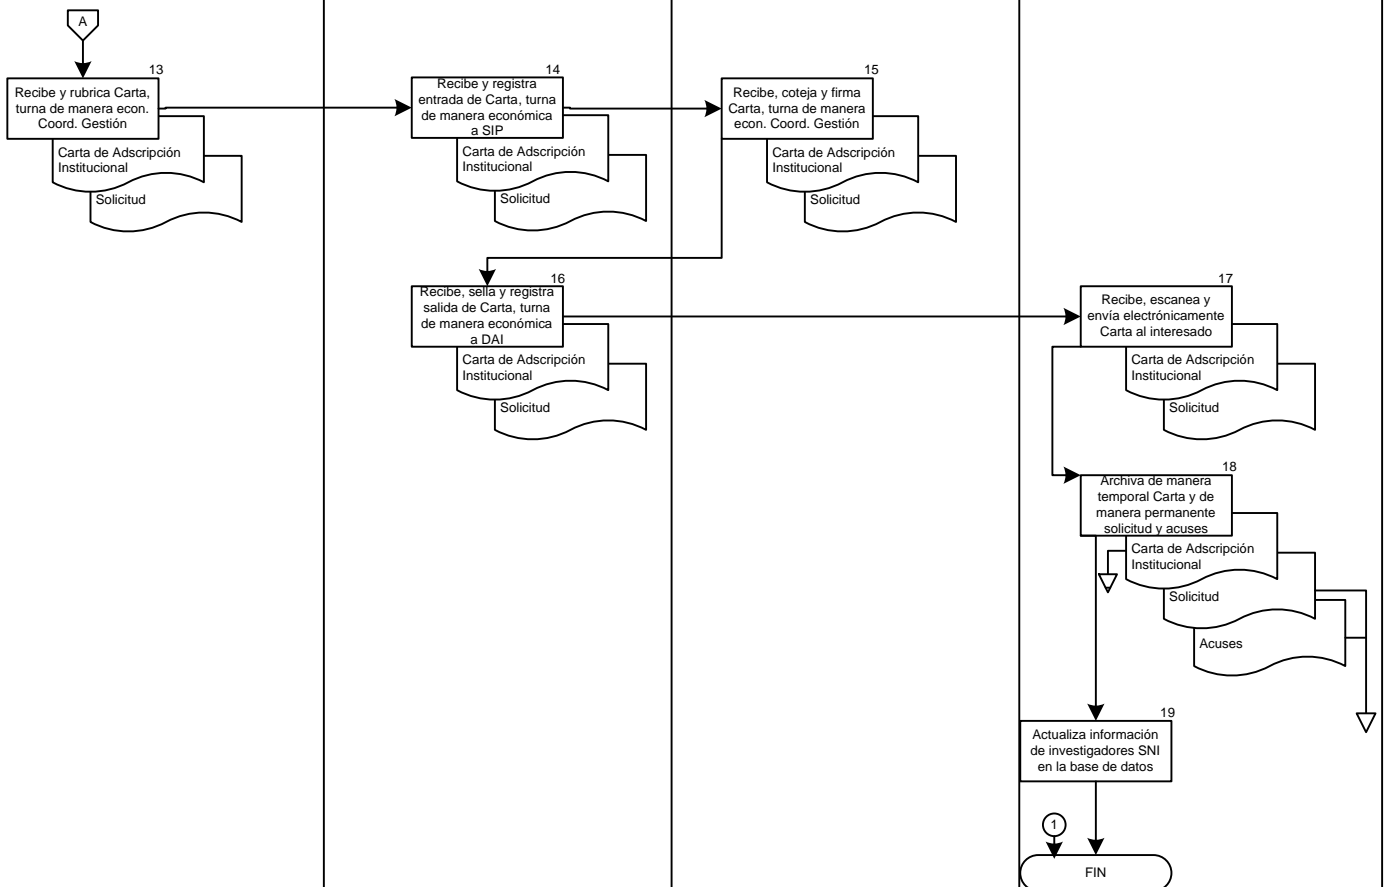 A
13
Recibe y rubrica Carta,
turna de manera econ.
Coord. Gestión
Carta de Adscripción
Institucional
Solicitud
14
Recibe y registra
entrada de Carta, turna
de manera económica
a SIP
Carta de Adscripción
Institucional
Solicitud
15
Recibe, coteja y firma
Carta, turna de manera
econ. Coord. Gestión
Carta de Adscripción
Institucional
Solicitud
16
Recibe, sella y registra
salida de Carta, turna
de manera económica
a DAI
Carta de Adscripción
Institucional
Solicitud
17
Recibe, escanea y
envía electrónicamente
Carta al interesado
Carta de Adscripción
Institucional
Solicitud
18
Archiva de manera
temporal Carta y de
manera permanente
solicitud y acuses
Carta de Adscripción
Institucional
Solicitud
Acuses
19
Actualiza información
de investigadores SNI
en la base de datos
1
FIN